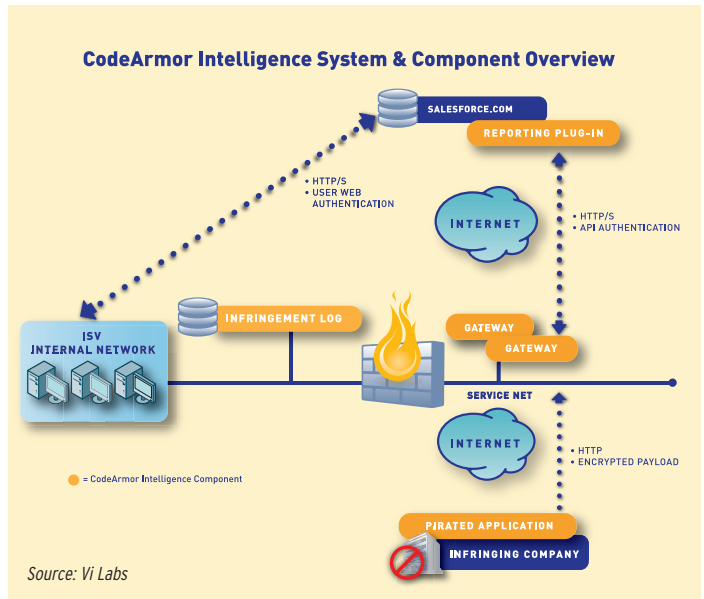 CodeArmor Intelligence System & Component Overview
SALESFORCE.COM
REPORTING PLUG-IN
• HTTP/S
• USER WEB
AUTHENTICATION
INTERNET
• HTTP/S
• API AUTHENTICATION
INFRINGEMENT LOG
ISV
INTERNAL NETWORK
GATEWAY
GATEWAY
SERVICE NET
INTERNET
• HTTP
• ENCRYPTED PAYLOAD
= CodeArmor Intelligence Component
PIRATED APPLICATION
INFRINGING COMPANY
Source: Vi Labs